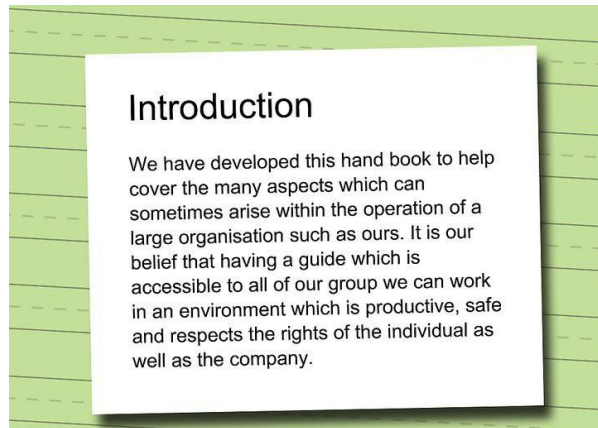 Introduction
We have developed this hand book to help
cover the many aspects which can
sometimes arise within the operation of a
large organisation such as ours. It is our
belief that having a guide which is
accessible to all of our group we can work
in an environment which is productive, safe
and respects the rights of the individual as
well as the company.